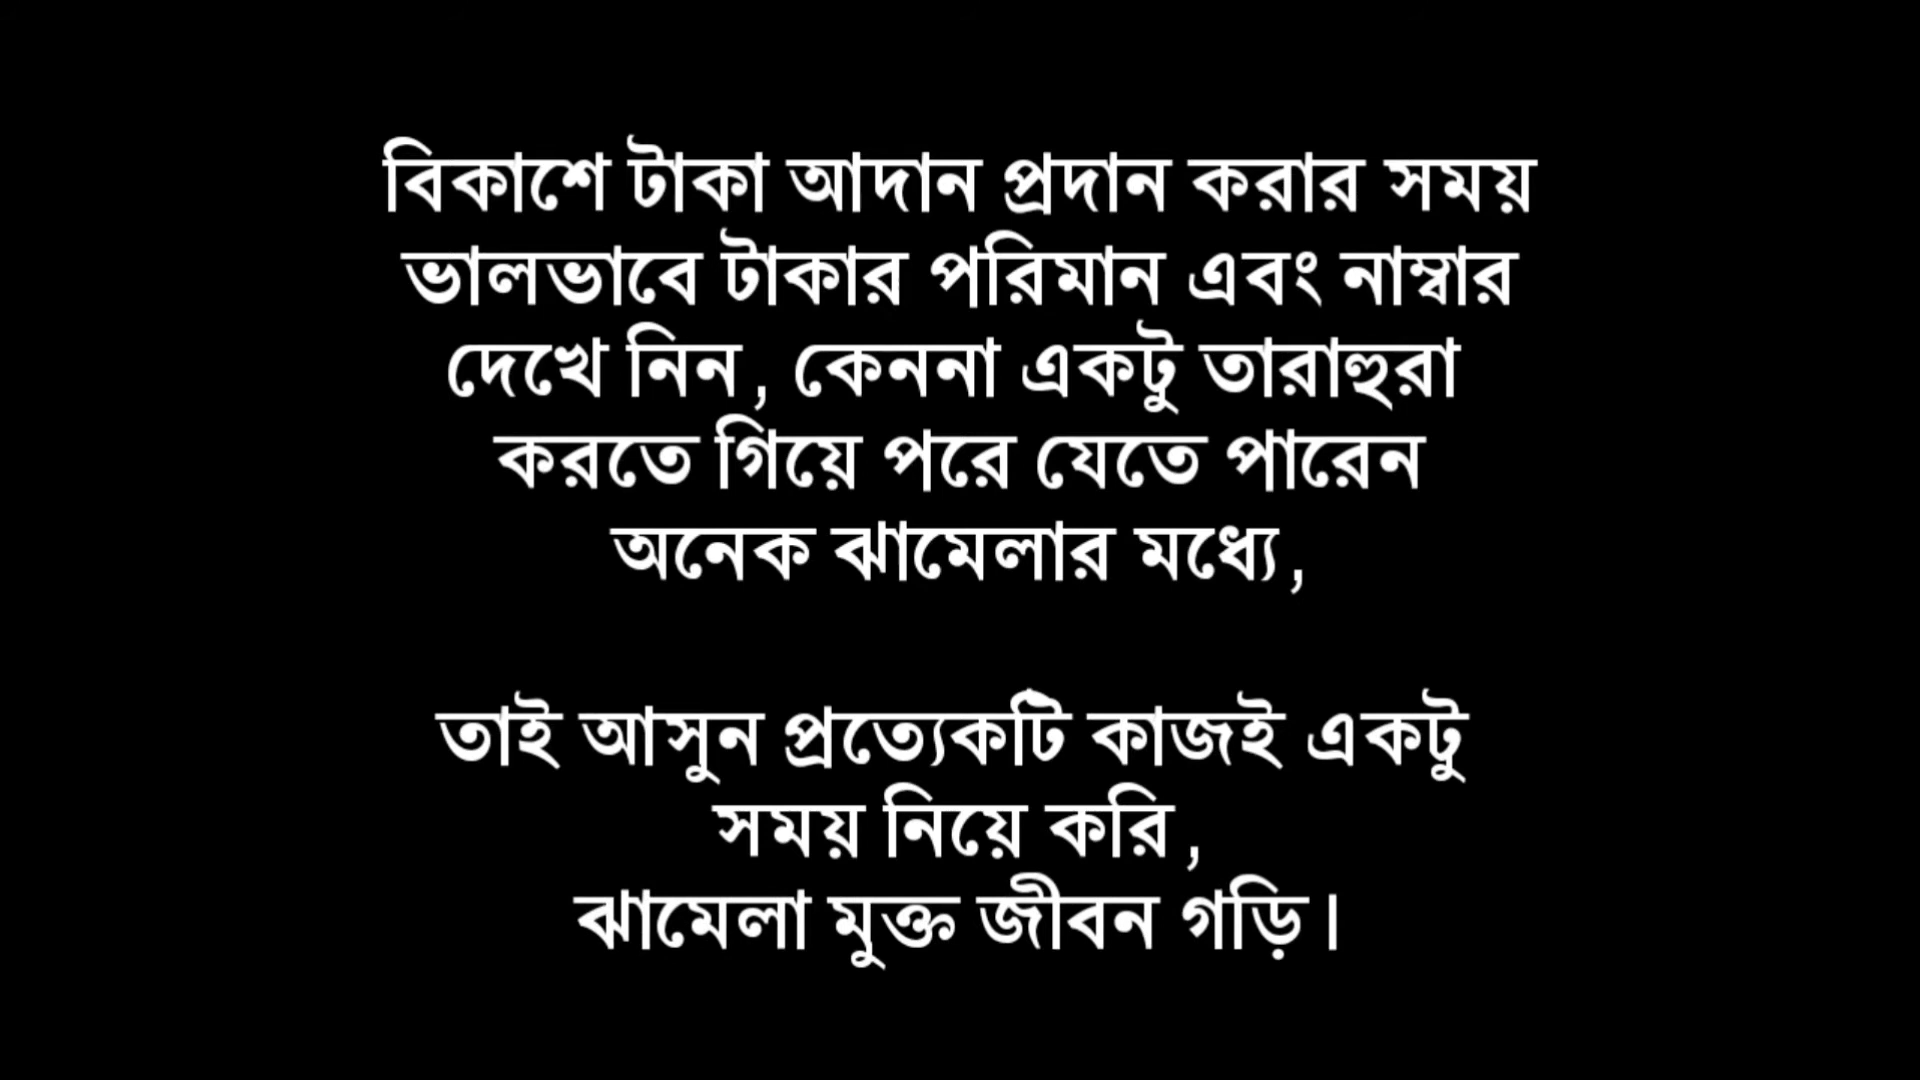 বিকাশে টাকা আদান প্রদান করার সময়
ভালভাবে টাকার পরিমান এবং নাম্বার
দেখে নিন, কেননা একটু তারাহুরা
করতে গিয়ে পরে যেতে পারেন
অনেক ঝামেলার মধ্যে,
তাই আসুন প্রত্যেকটি কাজই একটু
সময় নিয়ে করি,
ঝামেলা মুক্ত জীবন গড়ি।